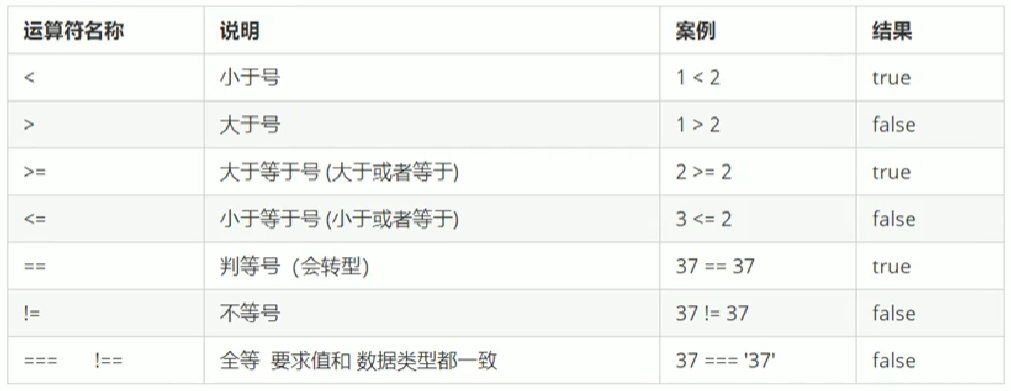 运算符名称 说明 案例 结果
< 小于号 1 < 2 true
> 大于号 1 > 2 false
>= 大于等于号 (大于或者等于) 2 >= 2 true
<= 小于等于号 (小于或者等于) 3 <= 2 false
== 判等号 (会转型) 37 == 37 true
!= 不等号 37 != 37 false
=== !== 全等 要求值和 数据类型都一致 37 === '37' false